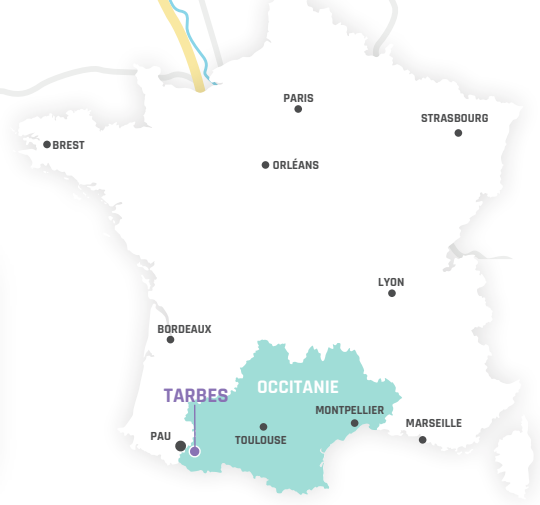 PARIS
STRASBOURG
BREST
ORLÉANS
LYON
BORDEAUX
OCCITANIE
TARBES
MONTPELLIER
MARSEILLE
PAU
TOULOUSE